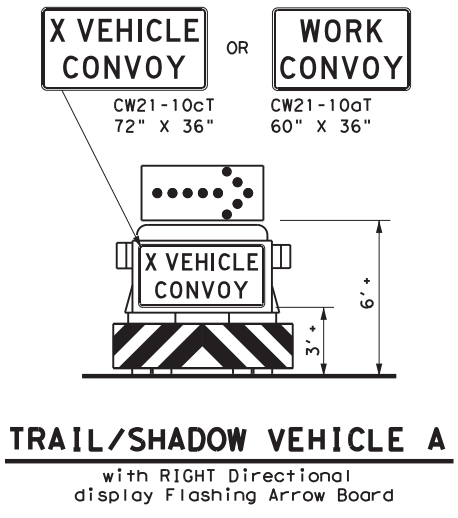 X VEHICLE
CONVOY
OR
WORK
CONVOY
CW21-10cT
72" X 36"
CW21-10aT
60" X 36"
X VEHICLE
CONVOY
6' +
3' +
TRAIL/SHADOW VEHICLE A
with RIGHT Directional
display Flashing Arrow Board